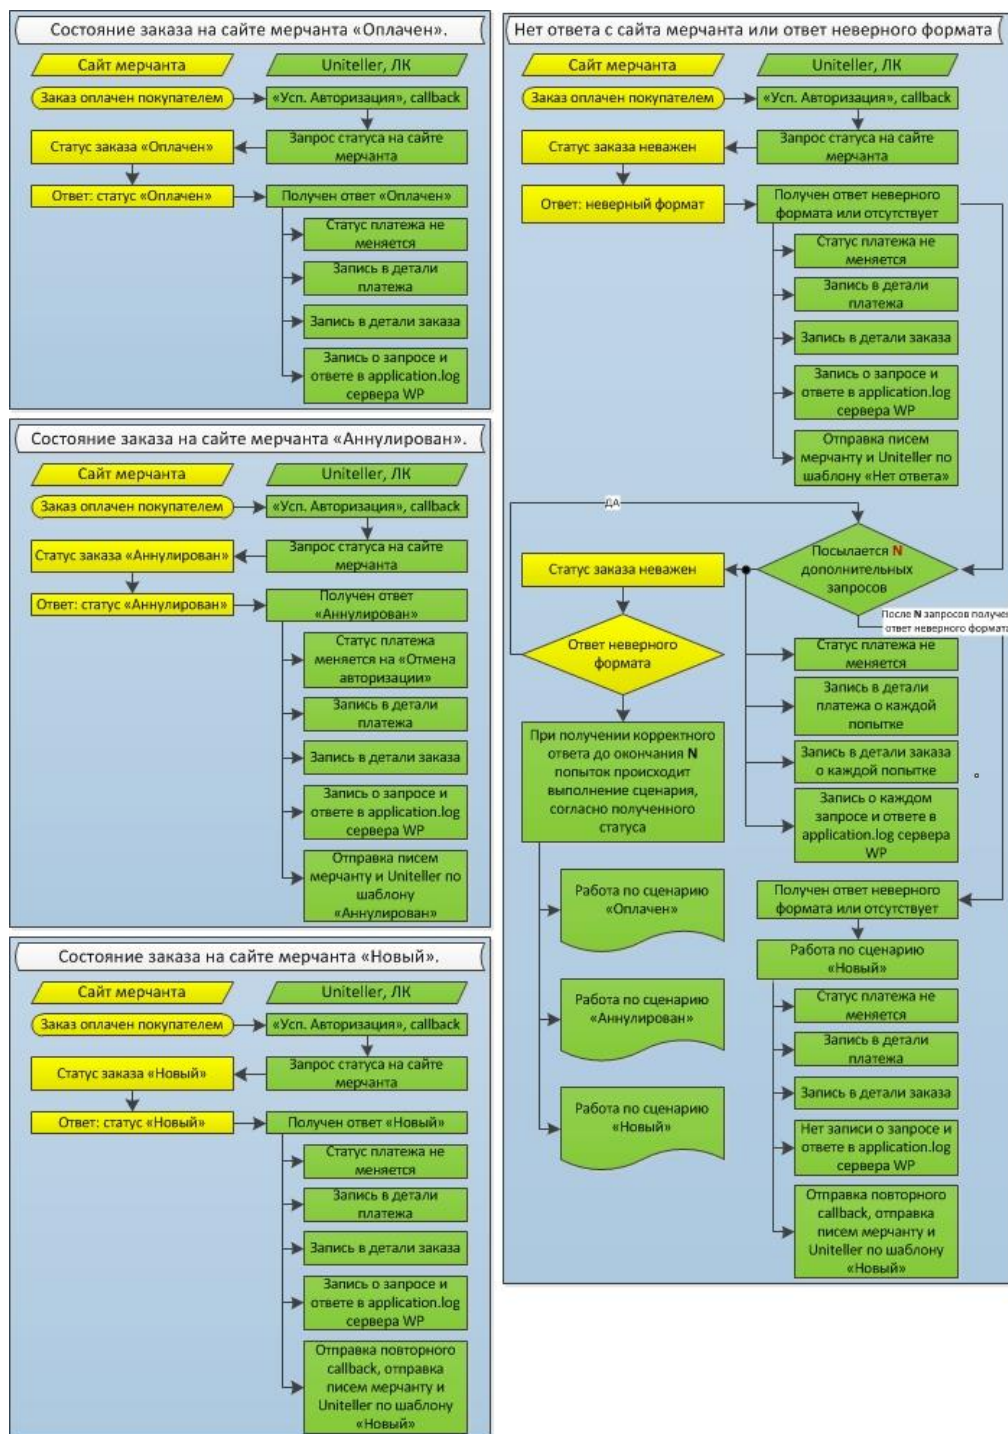 Состояние заказа на сайте мерчанта «Оплачен».
Сайт мерчанта
Uniteller, ЛК
Заказ оплачен покупателем
«Усп. Авторизация», callback
Статус заказа «Оплачен»
Запрос статуса на сайте
мерчанта
Ответ: статус «Оплачен»
Получен ответ «Оплачен»
Статус платежа не
меняется
Запись в детали
платежа
Запись в детали заказа
Запись о запросе и
ответе в application.log
сервера WP
Состояние заказа на сайте мерчанта «Аннулирован».
Сайт мерчанта
Uniteller, ЛК
Заказ оплачен покупателем
«Усп. Авторизация», callback
Статус заказа «Аннулирован»
Запрос статуса на сайте
мерчанта
Ответ: статус «Аннулирован»
Получен ответ
«Аннулирован»
Статус платежа
меняется на «Отмена
авторизации»
Запись в детали
платежа
Запись в детали заказа
Запись о запросе и
ответе в application.log
сервера WP
Отправка писем
мерчанту и Uniteller по
шаблону
«Аннулирован»
Состояние заказа на сайте мерчанта «Новый».
Сайт мерчанта
Uniteller, ЛК
Заказ оплачен покупателем
«Усп. Авторизация», callback
Статус заказа «Новый»
Запрос статуса на сайте
мерчанта
Ответ: статус «Новый»
Получен ответ «Новый»
Статус платежа не
меняется
Запись в детали
платежа
Запись в детали заказа
Запись о запросе и
ответе в application.log
сервера WP
Отправка повторного
callback, отправка
писем мерчанту и
Uniteller по шаблону
«Новый»
Нет ответа с сайта мерчанта или ответ неверного формата
Сайт мерчанта
Uniteller, ЛК
Заказ оплачен покупателем
«Усп. Авторизация», callback
Статус заказа неважен
Запрос статуса на сайте
мерчанта
Ответ: неверный формат
Получен ответ неверного
формата или отсутствует
Статус платежа не
меняется
Запись в детали
платежа
Запись в детали заказа
Запись о запросе и
ответе в application.log
сервера WP
Отправка писем
мерчанту и Uniteller по
шаблону «Нет ответа»
ДА
Посылается N
дополнительных
запросов
Статус заказа неважен
После N запросов получен
ответ неверного формата
Ответ неверного
формата
Статус платежа не
меняется
Запись в детали
платежа о каждой
попытке
Запись в детали заказа
о каждой попытке
Запись о каждом
запросе и ответе в
application.log сервера
WP
При получении корректного
ответа до окончания N
попыток происходит
выполнение сценария,
согласно полученного
статуса
Работа по сценарию
«Оплачен»
Работа по сценарию
«Аннулирован»
Работа по сценарию
«Новый»
Получен ответ неверного
формата или отсутствует
Работа по сценарию
«Новый»
Статус платежа не
меняется
Запись в детали
платежа
Запись в детали заказа
Нет записи о запросе и
ответе в application.log
сервера WP
Отправка повторного
callback, отправка
писем мерчанту и
Uniteller по шаблону
«Новый»